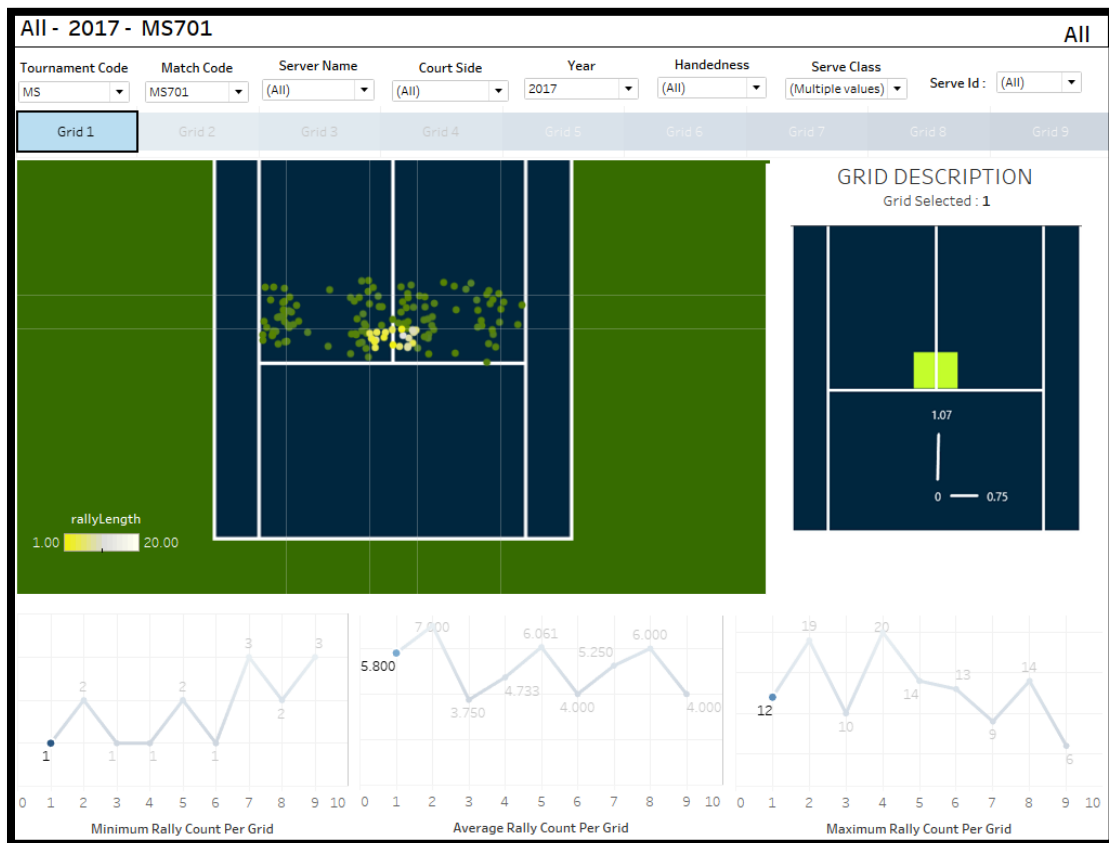 All - 2017 - MS701
All
Tournament Code Match Code Server Name Court Side Year Handedness Serve Class Serve Id :
MS MS701 (All) (All) 2017 (All) (Multiple values) (All)
Grid 1 Grid 2 Grid 3 Grid 4 Grid 5 Grid 6 Grid 7 Grid 8 Grid 9
GRID DESCRIPTION
Grid Selected : 1
1.07
0 0.75
rallyLength
1.00 20.00
1 2 1 1 2 1 3 2 3
0 1 2 3 4 5 6 7 8 9 10
Minimum Rally Count Per Grid
5.800 7.000 3.750 4.733 6.061 4.000 5.250 6.000 4.000
0 1 2 3 4 5 6 7 8 9 10
Average Rally Count Per Grid
12 19 10 20 14 13 9 14 6
0 1 2 3 4 5 6 7 8 9 10
Maximum Rally Count Per Grid